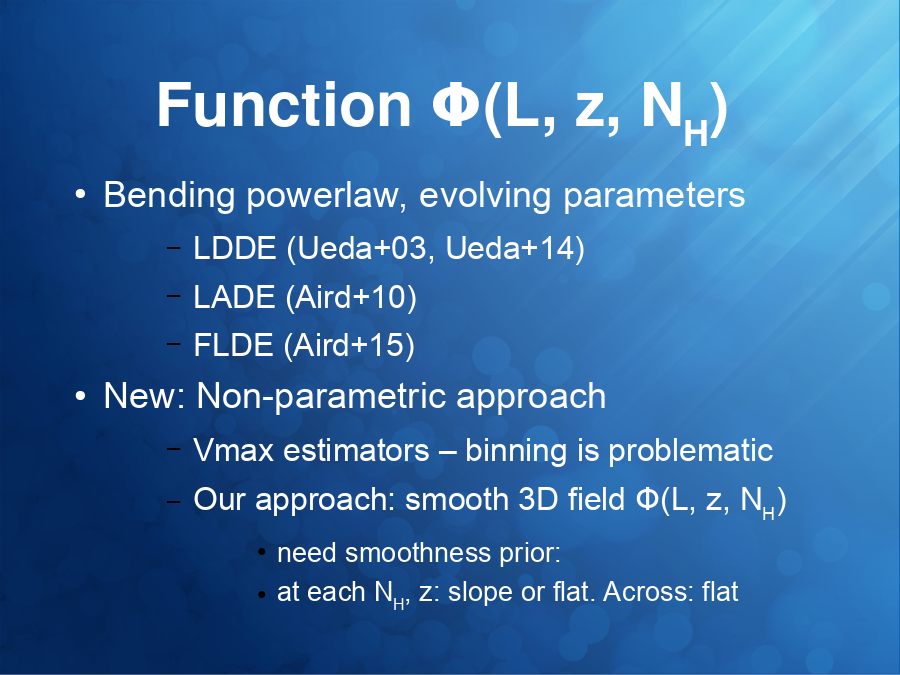 Function Φ(L, z, N_H)
• Bending powerlaw, evolving parameters
– LDDE (Ueda+03, Ueda+14)
– LADE (Aird+10)
– FLDE (Aird+15)
• New: Non-parametric approach
– Vmax estimators – binning is problematic
– Our approach: smooth 3D field Φ(L, z, N_H)
• need smoothness prior:
• at each N_H, z: slope or flat. Across: flat